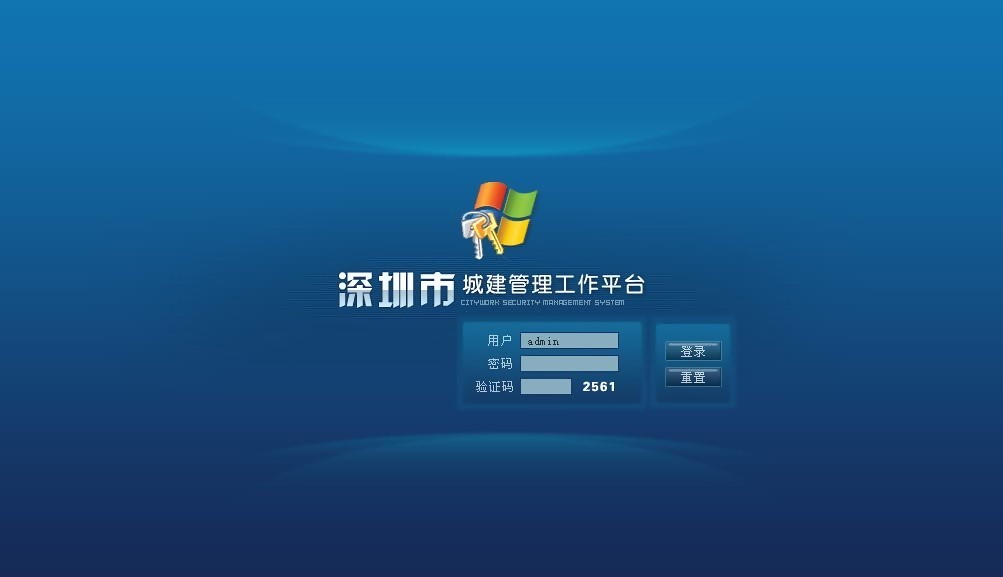 深圳市 城建管理工作平台
CITYWORK SECURITY MANAGEMENT SYSTEM
用户 admin
登录
密码
重置
验证码 2561